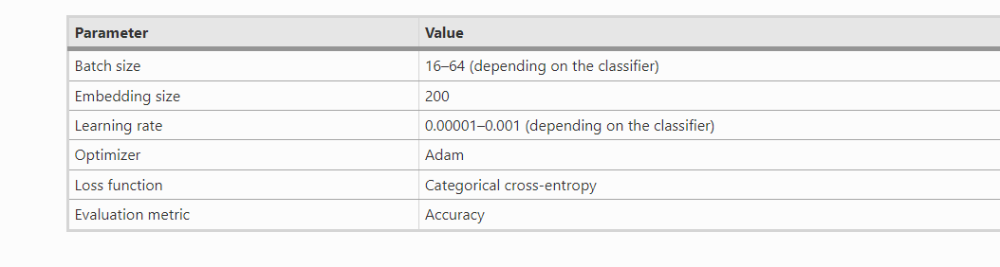 Parameter Value
Batch size 16–64 (depending on the classifier)
Embedding size 200
Learning rate 0.00001–0.001 (depending on the classifier)
Optimizer Adam
Loss function Categorical cross-entropy
Evaluation metric Accuracy